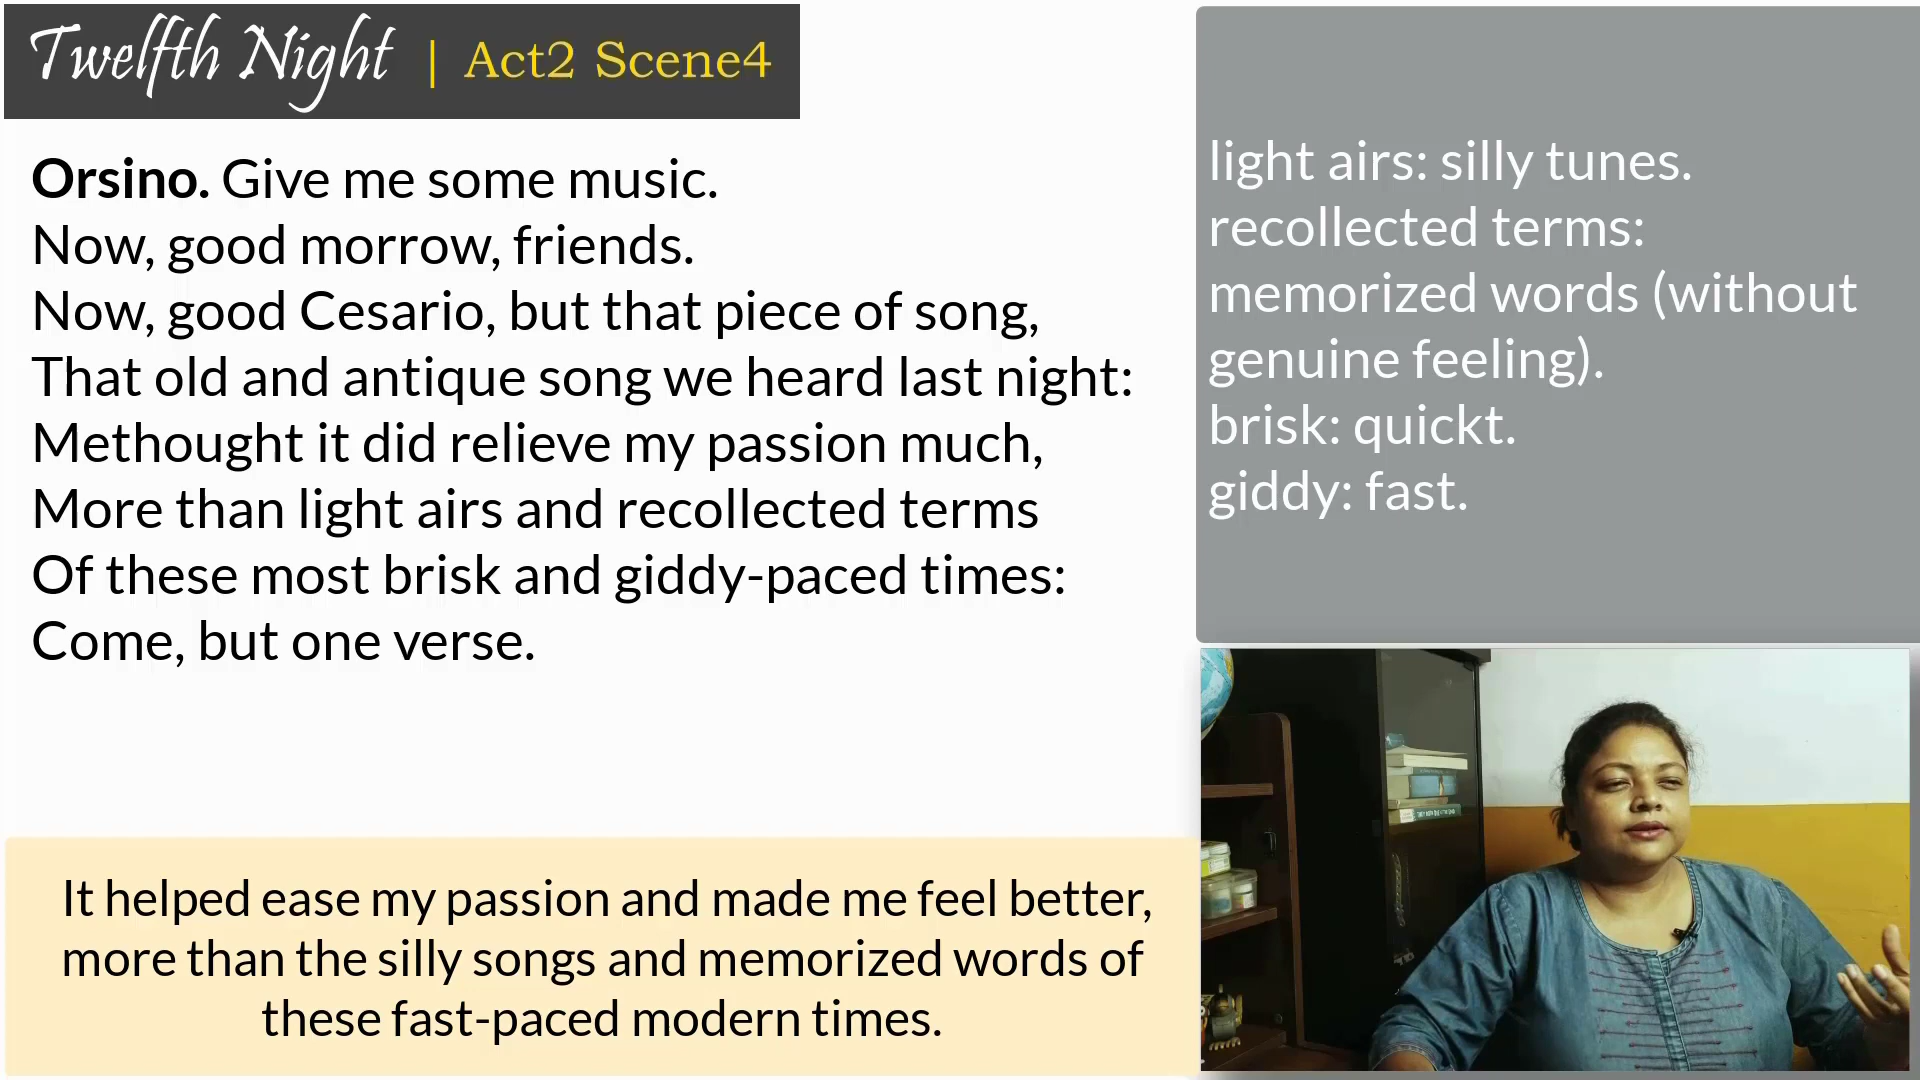 Twelfth Night | Act2 Scene4
Orsino. Give me some music.
Now, good morrow, friends.
Now, good Cesario, but that piece of song,
That old and antique song we heard last night:
Methought it did relieve my passion much,
More than light airs and recollected terms
Of these most brisk and giddy-paced times:
Come, but one verse.
light airs: silly tunes.
recollected terms:
memorized words (without
genuine feeling).
brisk: quickt.
giddy: fast.
It helped ease my passion and made me feel better,
more than the silly songs and memorized words of
these fast-paced modern times.